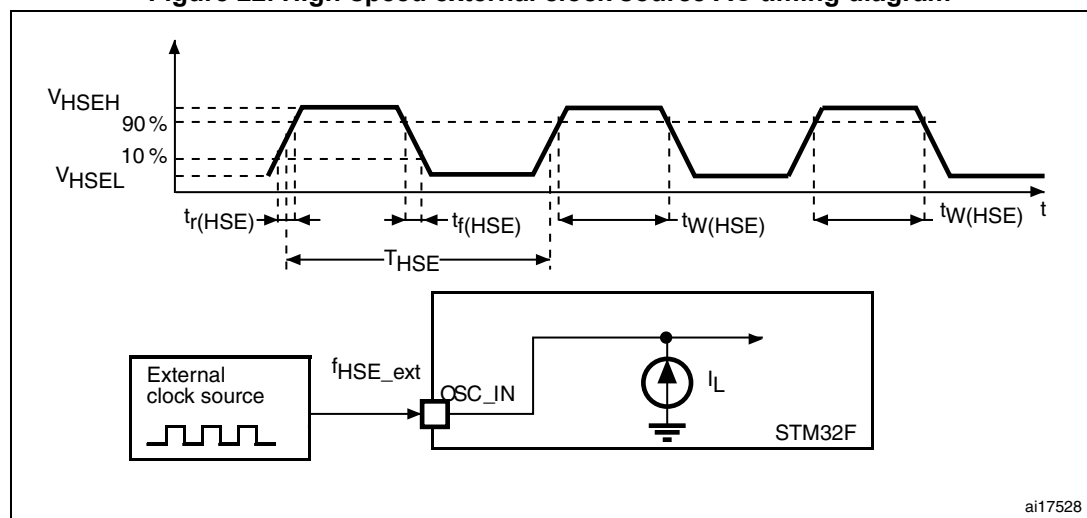 Figure 22. High-speed external clock source AC timing diagram
VHSEH
90 %
10 %
VHSEL
tr(HSE)
tf(HSE)
tW(HSE)
tW(HSE)
t
THSE
External
clock source
fHSE_ext
OSC_IN
IL
STM32F
ai17528